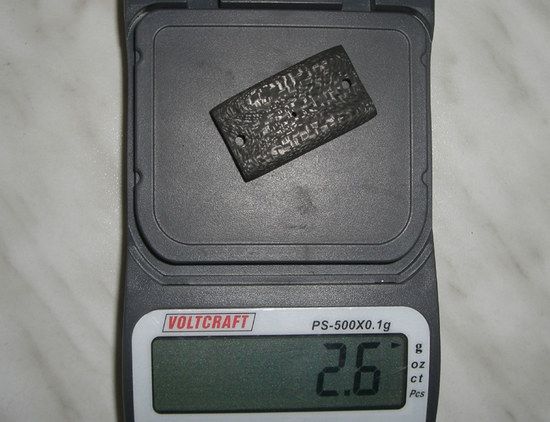 VOLTCRAFT PS-500X0.1g
2.6 g
oz
ct
Pcs